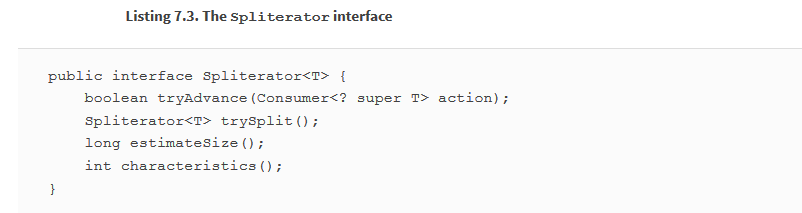 Listing 7.3. The Spliterator interface
public interface Spliterator<T> {
    boolean tryAdvance(Consumer<? super T> action);
    Spliterator<T> trySplit();
    long estimateSize();
    int characteristics();
}